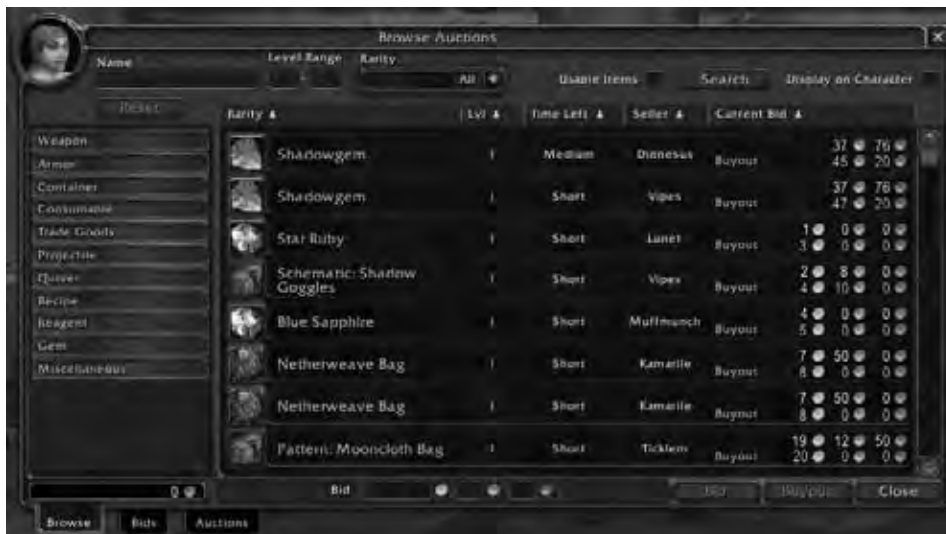 Browse Auctions
Name Level Range Rarity
All Usable Items Search Display on Character
Reset
Rarity Lvl Time Left Seller Current Bid
Weapon
Armor
Container
Consumable
Trade Goods
Projectile
Quiver
Recipe
Reagent
Gem
Miscellaneous
Shadowgem 1 Medium Dionesus 37 76
Buyout 45 20
Shadowgem 1 Short Vipes 37 76
Buyout 47 20
Star Ruby 1 Short Lunet 1 0 0
Buyout 3 0 0
Schematic: Shadow Goggles 1 Short Vipes 2 8 0
Buyout 4 10 0
Blue Sapphire 1 Short Muffmunch 4 0 0
Buyout 5 0 0
Netherweave Bag 1 Short Kamarile 7 50 0
Buyout 8 0 0
Netherweave Bag 1 Short Kamarile 7 50 0
Buyout 8 0 0
Pattern: Mooncloth Bag 1 Short 19 12 50
Buyout 20 0 0
0 Bid Bid Buyout Close
Browse Bids Auctions